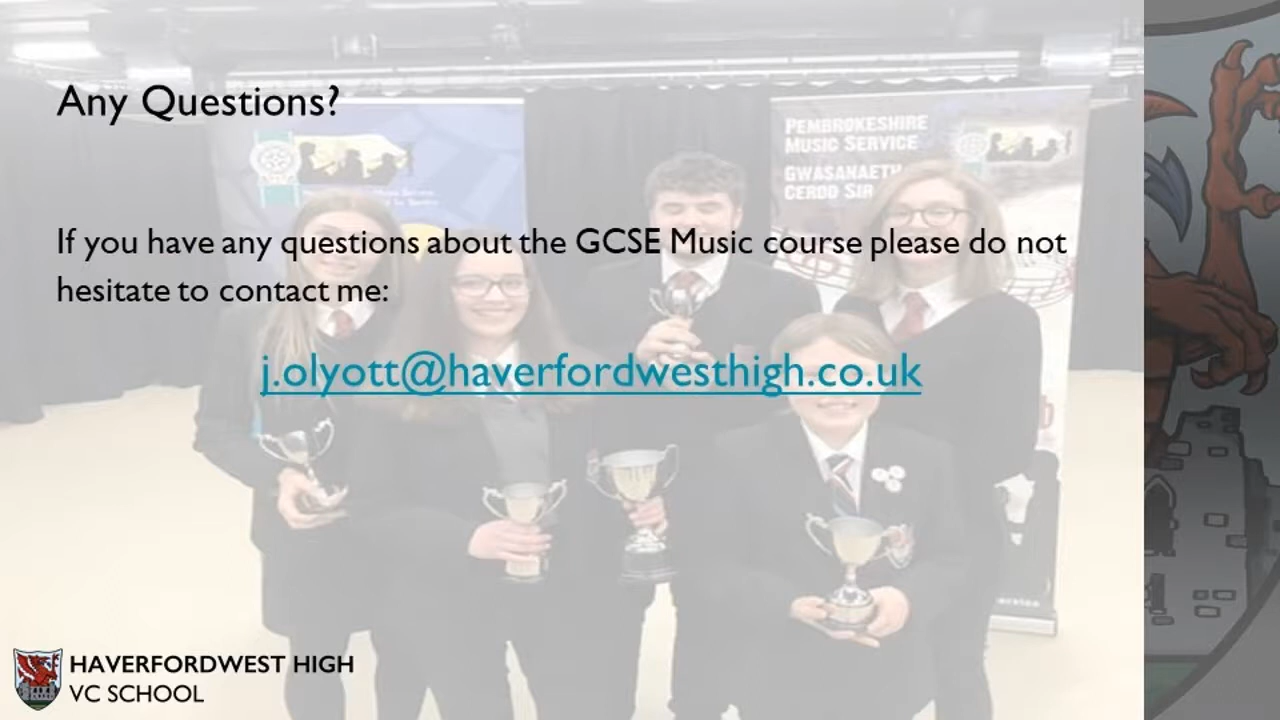 Any Questions?
PEMBROKESHIRE
MUSIC SERVICE
GWASANAETH
CERDD SIR
If you have any questions about the GCSE Music course please do not
hesitate to contact me:
j.olyott@haverfordwesthigh.co.uk
HAVERFORDWEST HIGH
VC SCHOOL